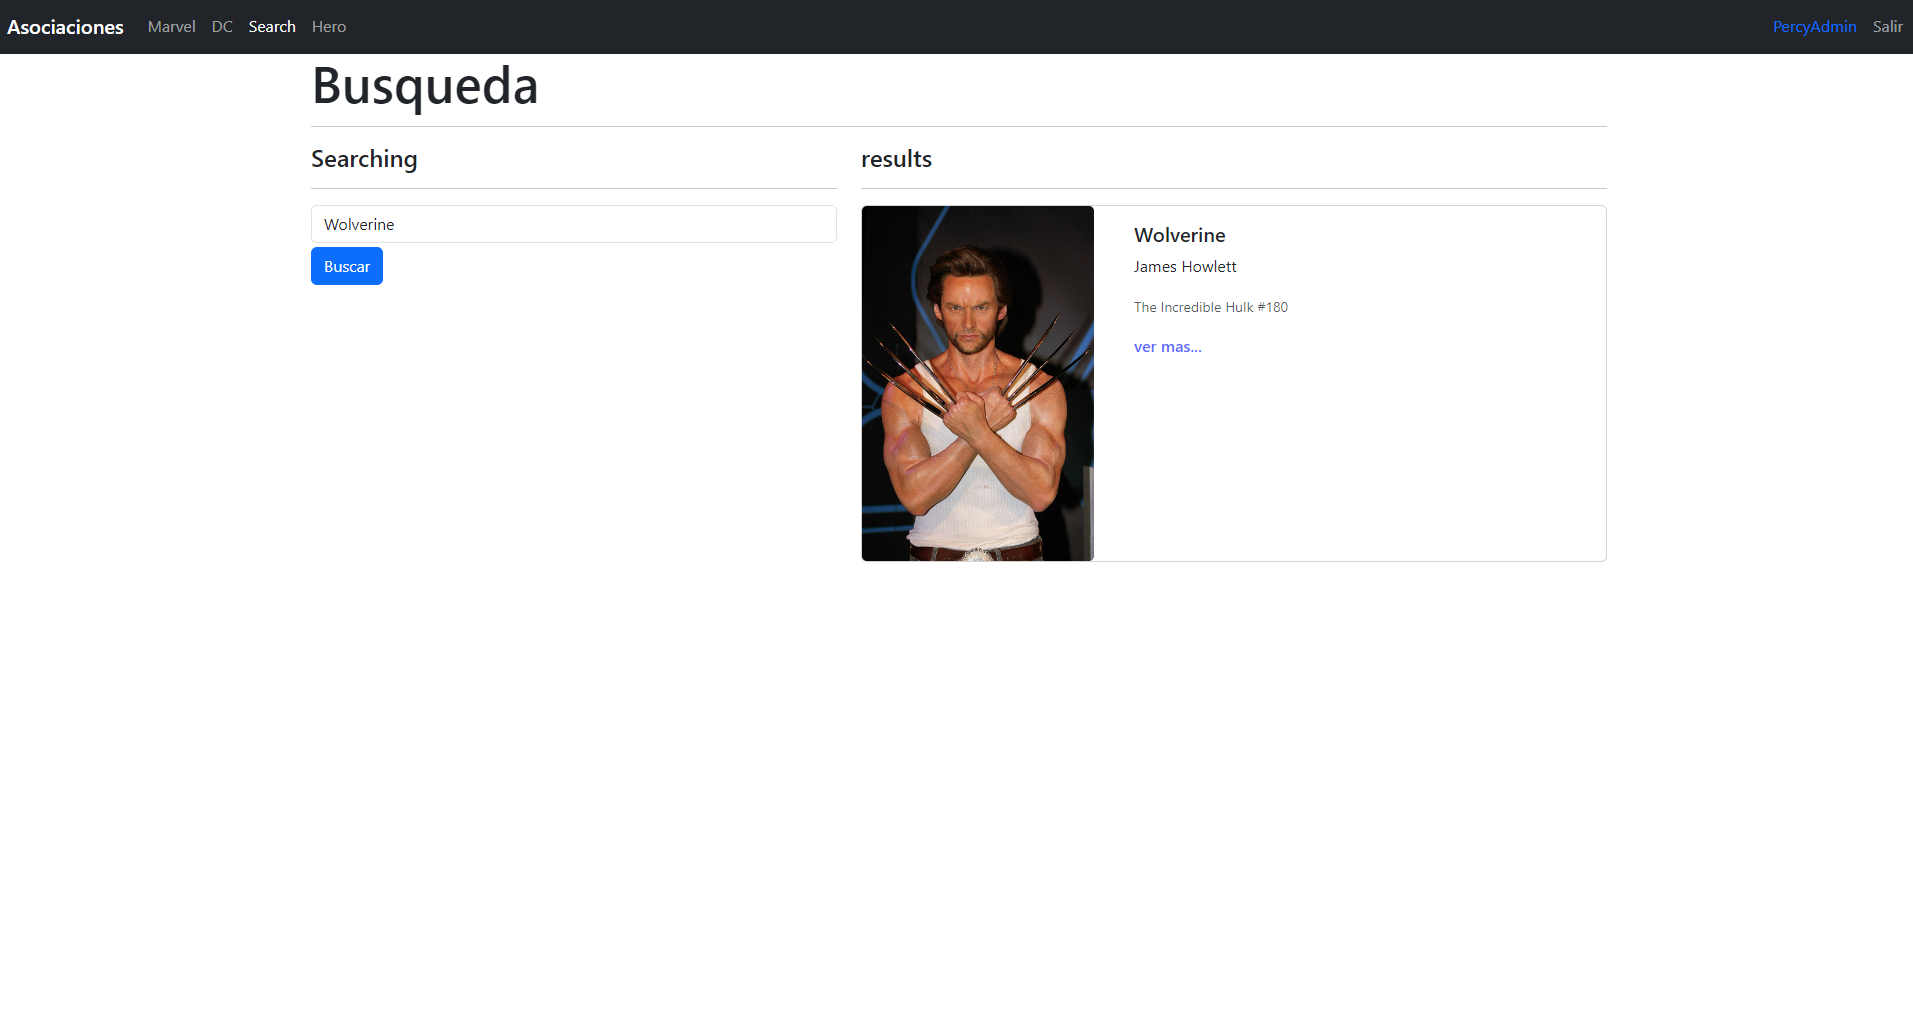 Asociaciones Marvel DC Search Hero PercyAdmin Salir
Busqueda
Searching
Wolverine
Buscar
results
Wolverine
James Howlett
The Incredible Hulk #180
ver mas...